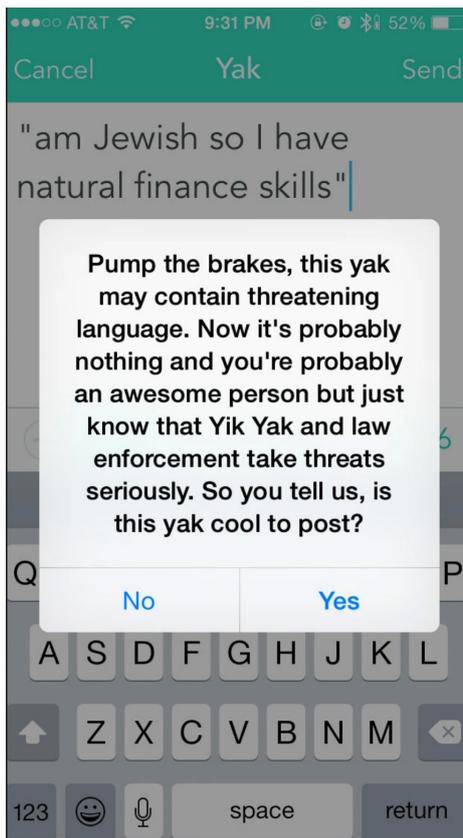 AT&T 9:31 PM 52%
Cancel Yak Send
"am Jewish so I have
natural finance skills"
Pump the brakes, this yak
may contain threatening
language. Now it's probably
nothing and you're probably
an awesome person but just
know that Yik Yak and law
enforcement take threats
seriously. So you tell us, is
this yak cool to post?
6
No Yes
Q P
A S D F G H J K L
Z X C V B N M
123 space return